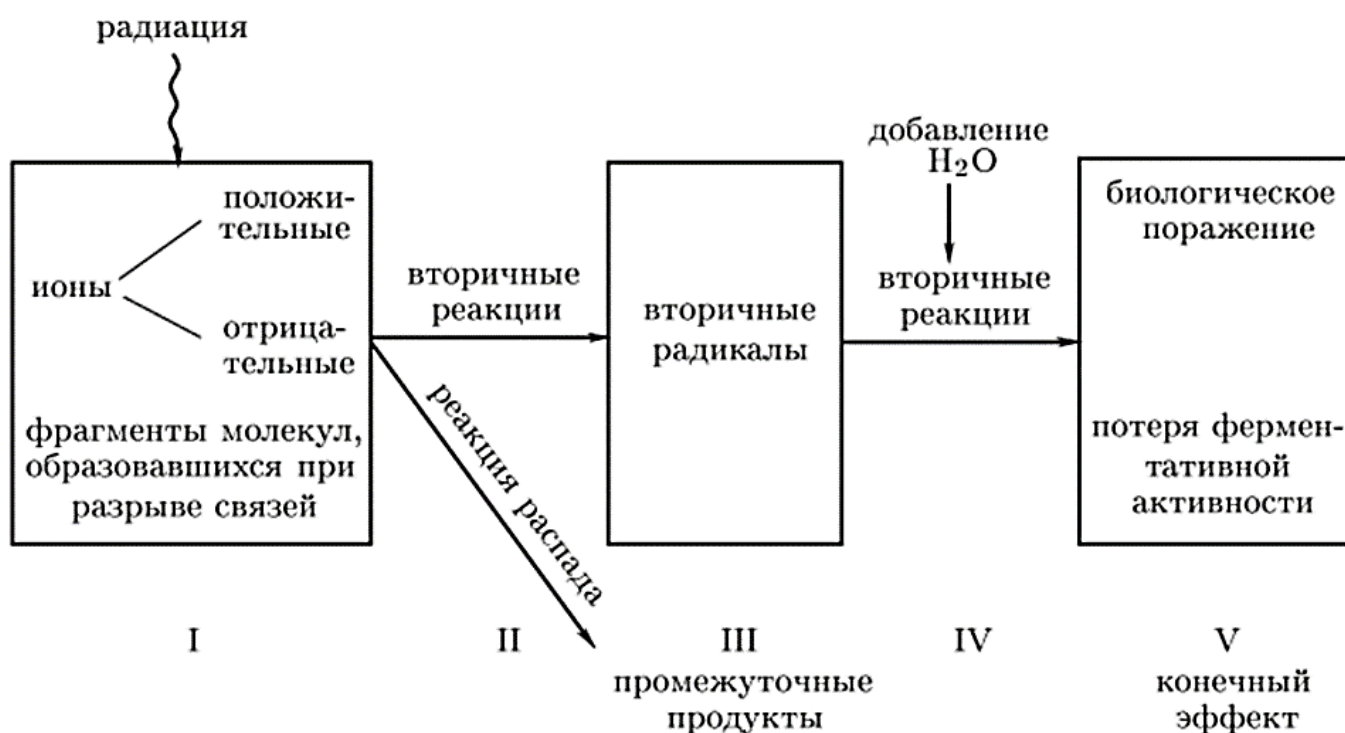 радиация
ионы
положи-
тельные
отрица-
тельные
фрагменты молекул,
образовавшихся при
разрыве связей
вторичные
реакции
реакция распада
вторичные
радикалы
добавление
H₂O
вторичные
реакции
биологическое
поражение
потеря фермен-
тативной
активности
I
II
III
IV
V
промежуточные
продукты
конечный
эффект